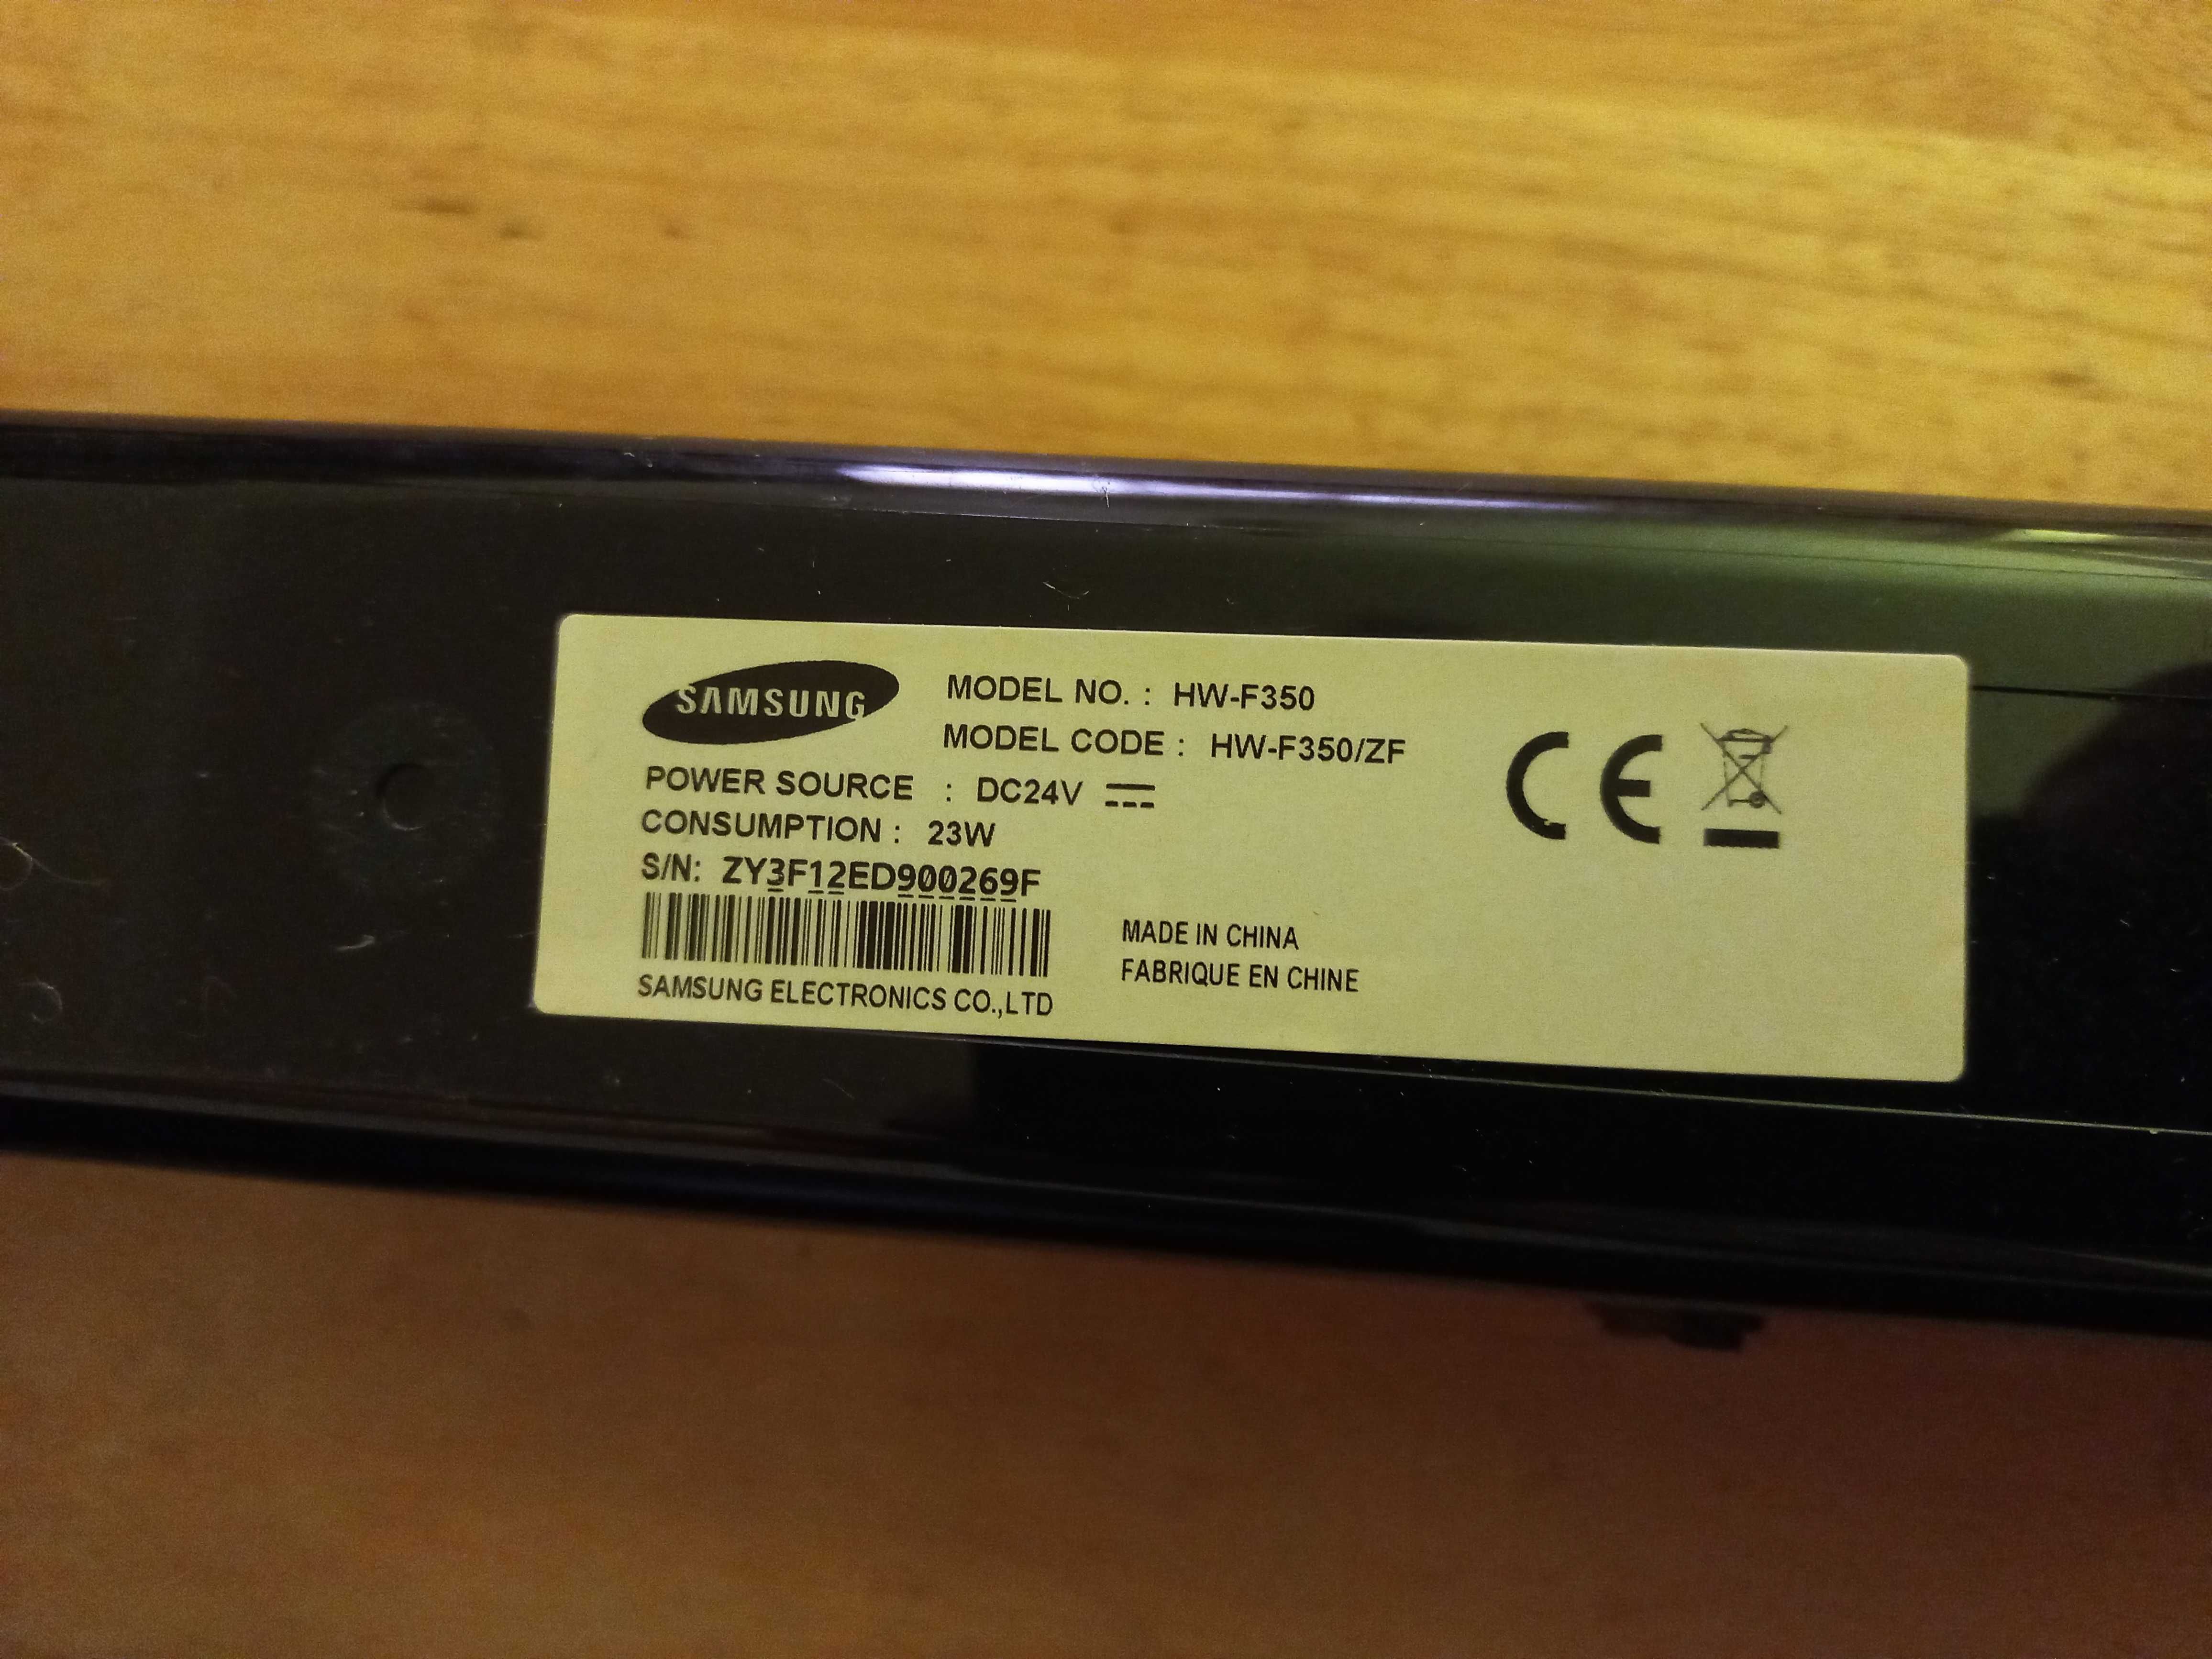 SAMSUNG
MODEL NO. : HW-F350
MODEL CODE : HW-F350/ZF
POWER SOURCE : DC24V
CONSUMPTION : 23W
S/N: ZY3F12ED900269F
SAMSUNG ELECTRONICS CO.,LTD
MADE IN CHINA
FABRIQUE EN CHINE
CE